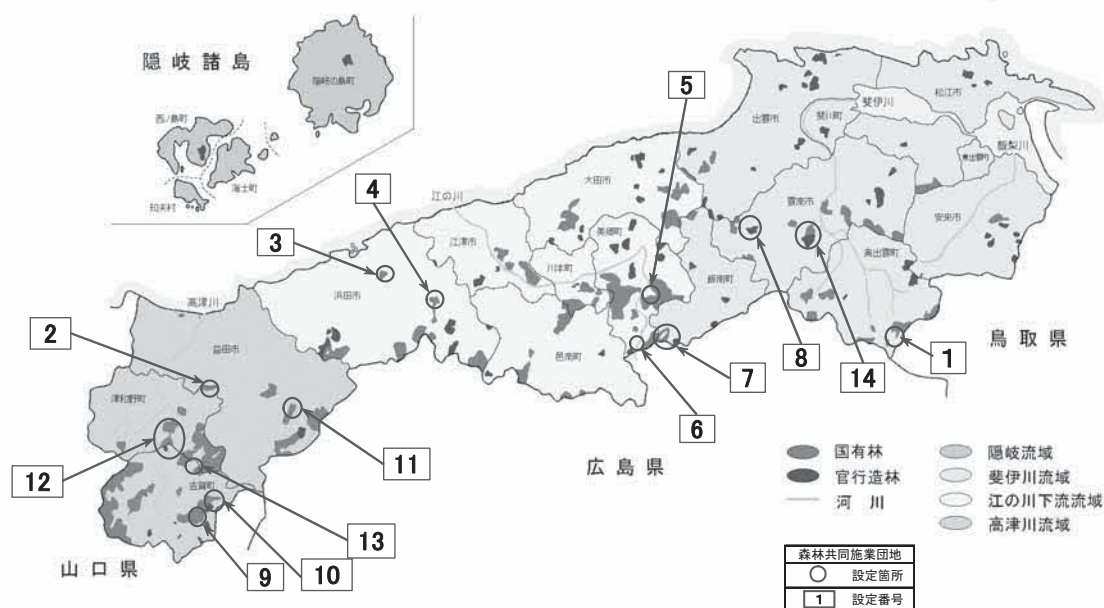 隠岐諸島
隠岐の島町
西ノ島町
海士町
知夫村
松江市
斐伊川
出雲市
斐川町
飯梨川
東出雲町
安来市
大田市
雲南市
奥出雲町
江の川
江津市
美郷町
川本町
飯南町
浜田市
邑南町
高津川
益田市
津和野町
吉賀町
鳥取県
広島県
山口県
5
4
3
2
8
14
1
7
6
11
12
13
9
10
国有林
官行造林
河川
隠岐流域
斐伊川流域
江の川下流流域
高津川流域
森林共同施業団地
設定箇所
1 設定番号